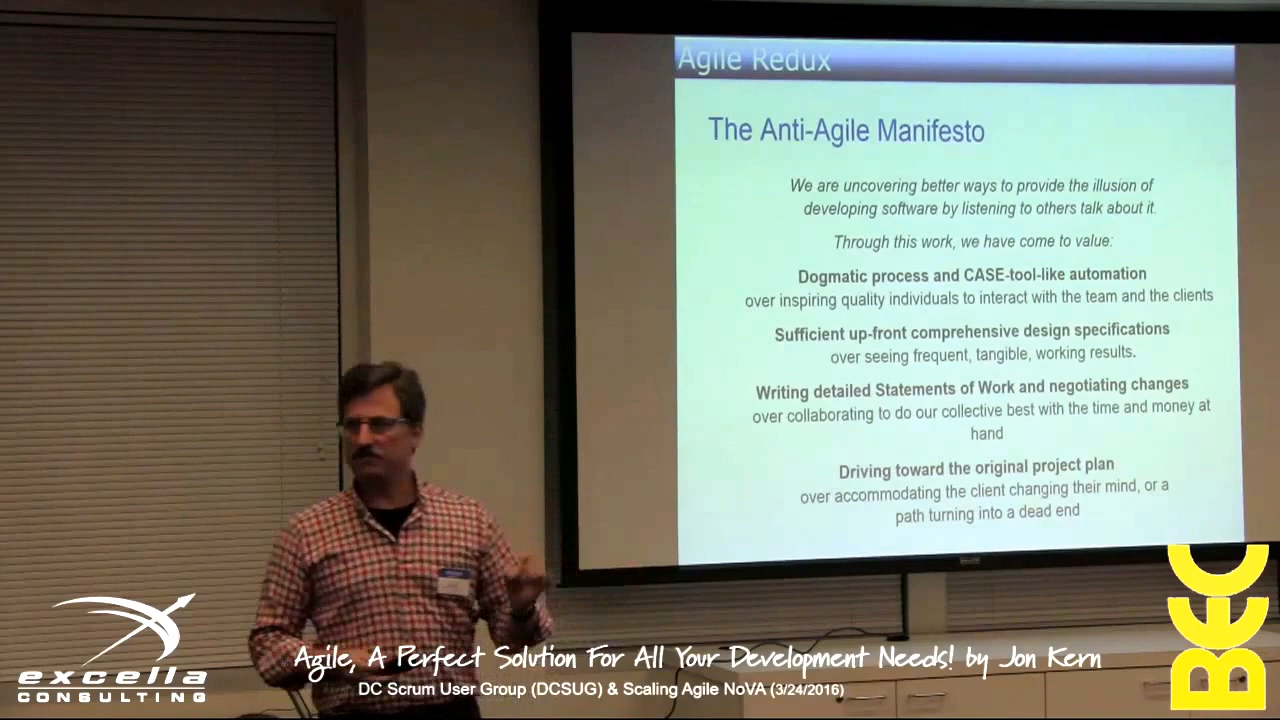 Agile Redux
The Anti-Agile Manifesto
We are uncovering better ways to provide the illusion of
developing software by listening to others talk about it.
Through this work, we have come to value:
Dogmatic process and CASE-tool-like automation
over inspiring quality individuals to interact with the team and the clients
Sufficient up-front comprehensive design specifications
over seeing frequent, tangible, working results.
Writing detailed Statements of Work and negotiating changes
over collaborating to do our collective best with the time and money at
hand
Driving toward the original project plan
over accommodating the client changing their mind, or a
path turning into a dead end
excella
CONSULTING
Agile, A Perfect Solution For All Your Development Needs! by Jon Kern
DC Scrum User Group (DCSUG) & Scaling Agile NoVA (3/24/2016)